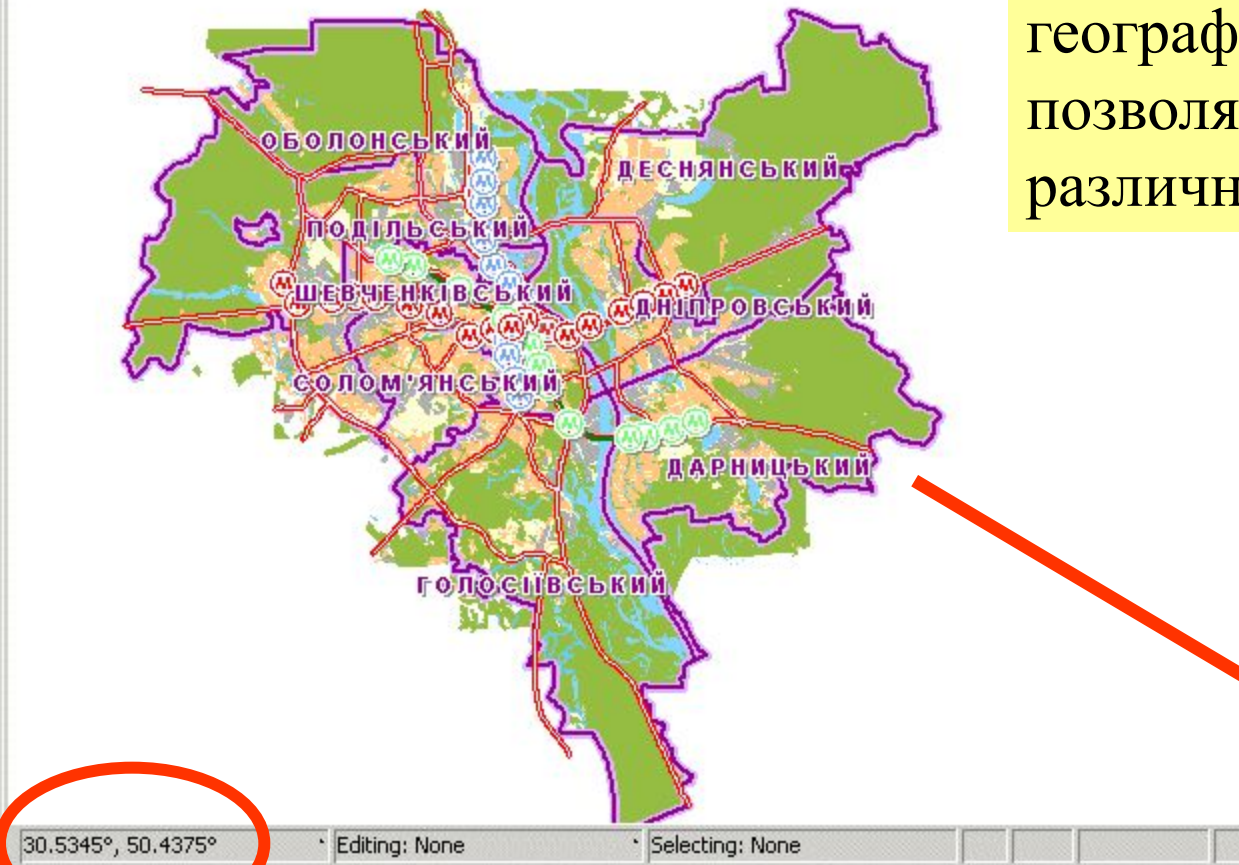 географ
позволя
различн
ОБОЛОНСЬКИЙ
ДЕСНЯНСЬКИЙ
ПОДІЛЬСЬКИЙ
ШЕВЧЕНКІВСЬКИЙ
ДНІПРОВСЬКИЙ
СОЛОМ'ЯНСЬКИЙ
ДАРНИЦЬКИЙ
ГОЛОСІЇВСЬКИЙ
30.5345°, 50.4375° Editing: None Selecting: None